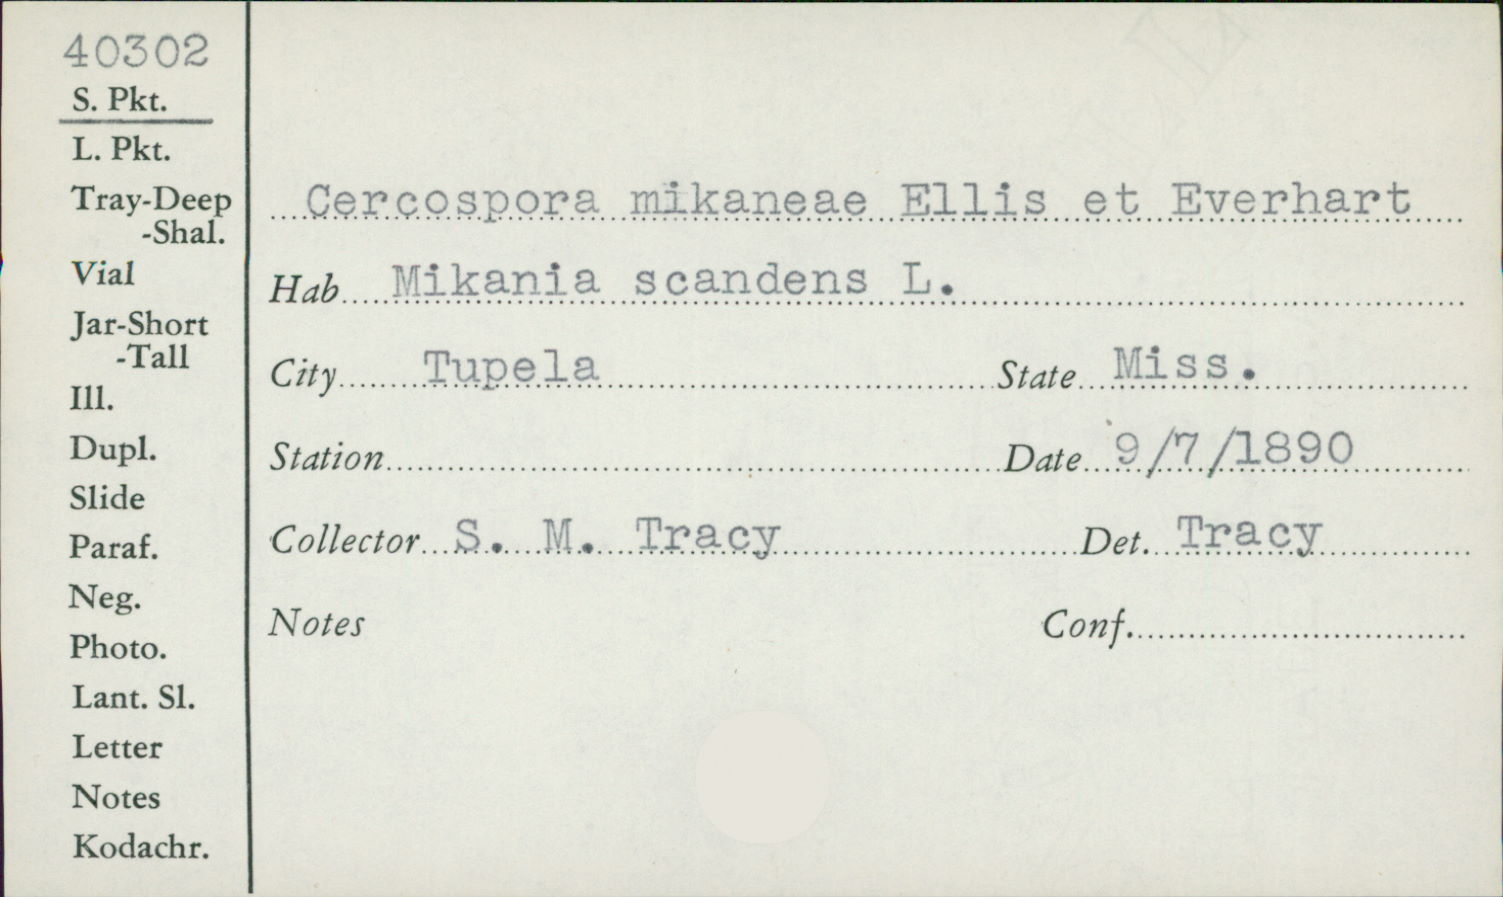 40302
S. Pkt.
L. Pkt.
Tray-Deep
-Shal.
Vial
Jar-Short
-Tall
Ill.
Dupl.
Slide
Paraf.
Neg.
Photo.
Lant. Sl.
Letter
Notes
Kodachr.
Cercospora mikaneae Ellis et Everhart
Hab Mikania scandens L.
City Tupela State Miss.
Station Date 9/7/1890
Collector S. M. Tracy Det. Tracy
Notes Conf.